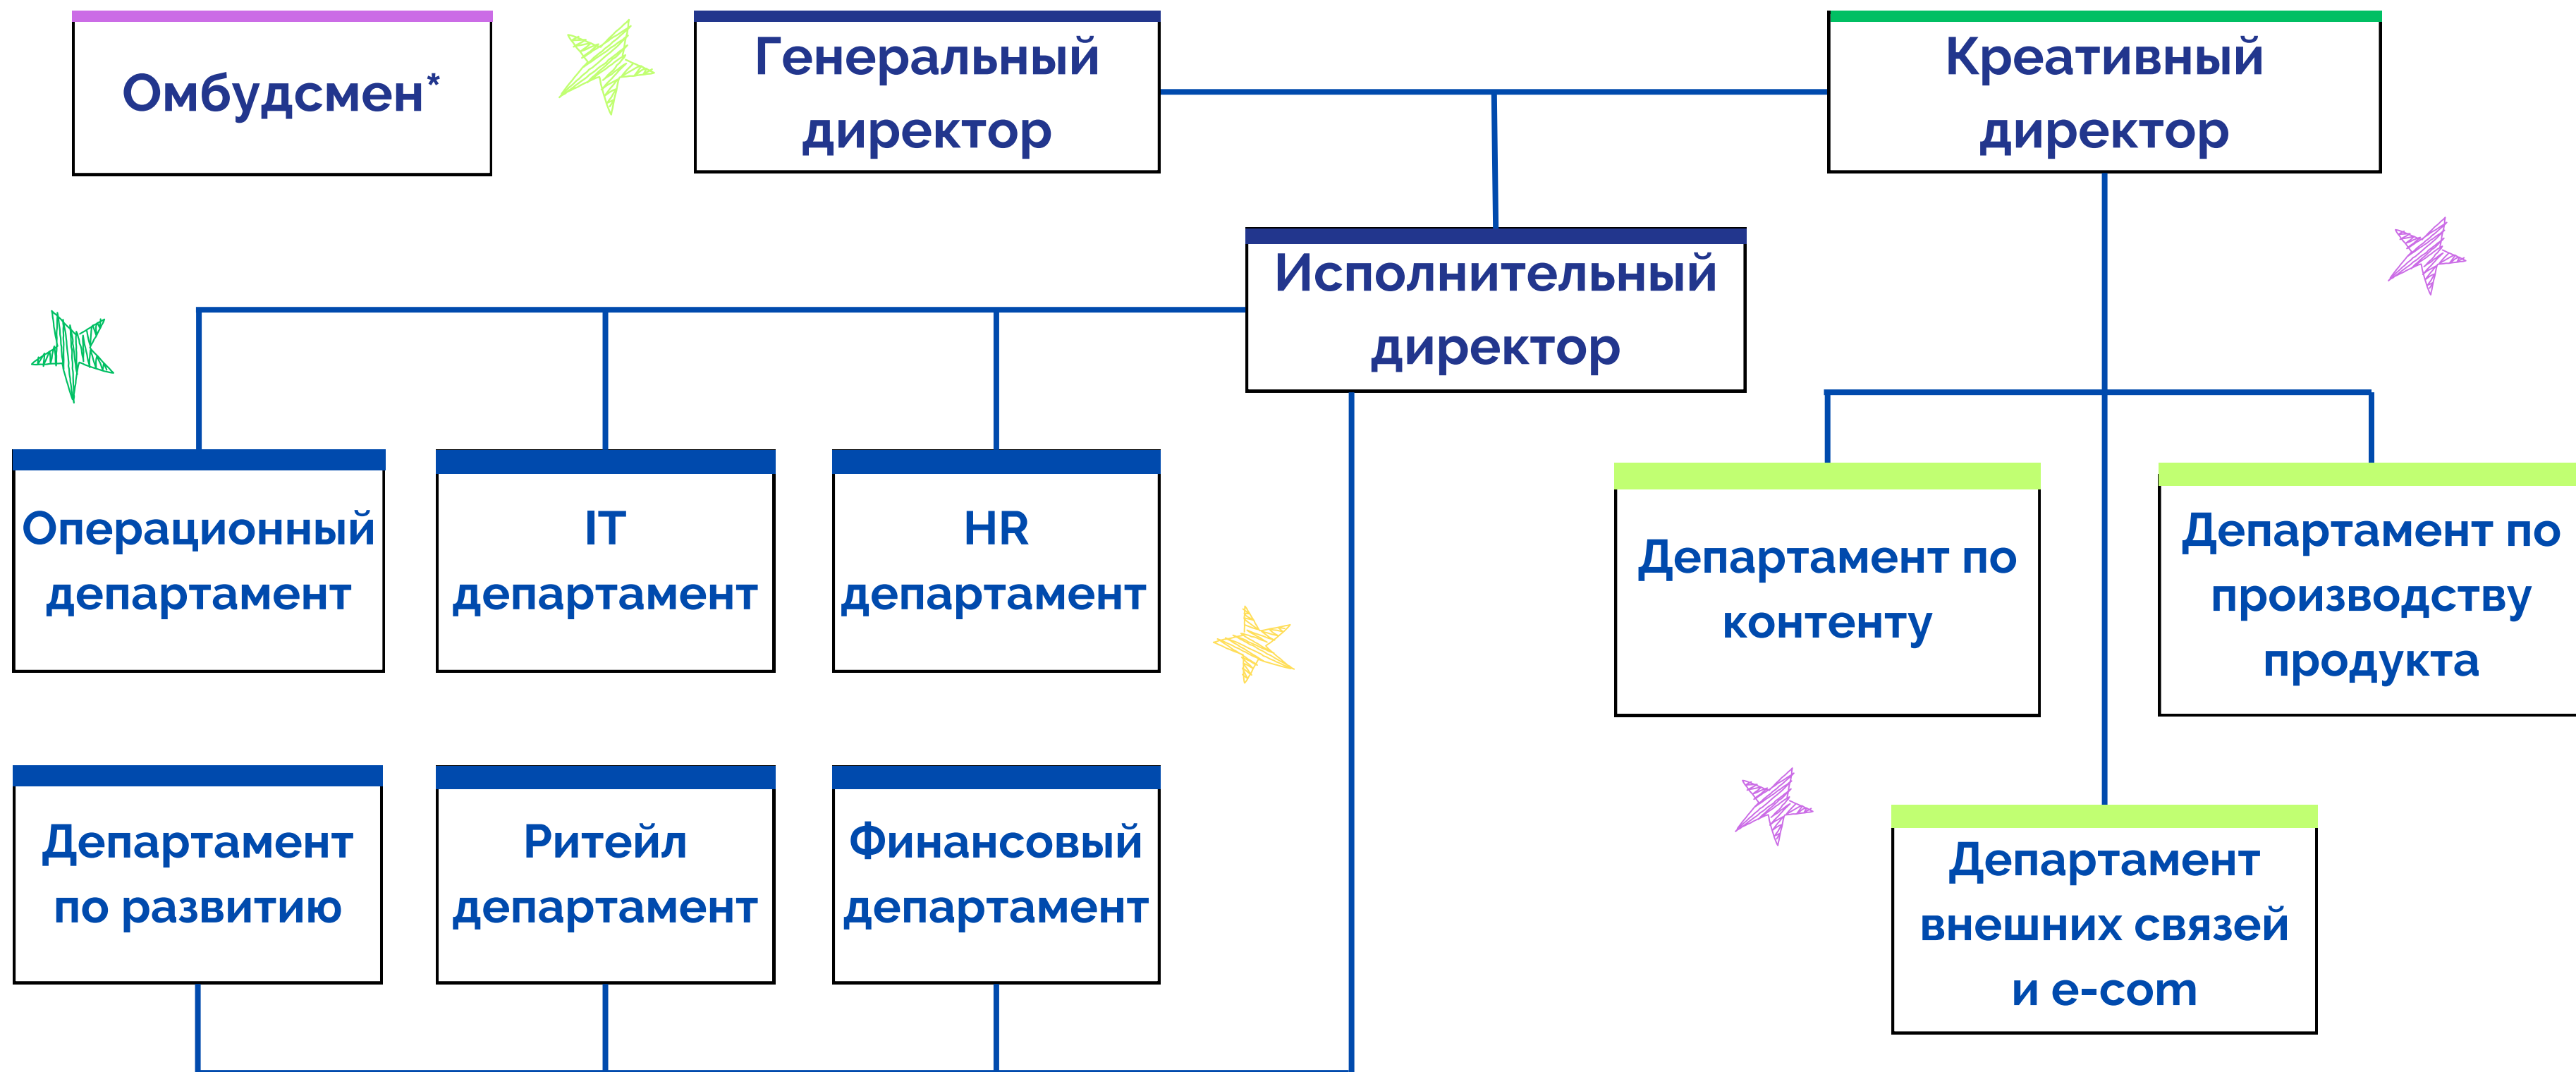 Омбудсмен*
Генеральный
директор
Креативный
директор
Исполнительный
директор
Операционный
департамент
IT
департамент
HR
департамент
Департамент по
контенту
Департамент по
производству
продукта
Департамент
по развитию
Ритейл
департамент
Финансовый
департамент
Департамент
внешних связей
и e-com